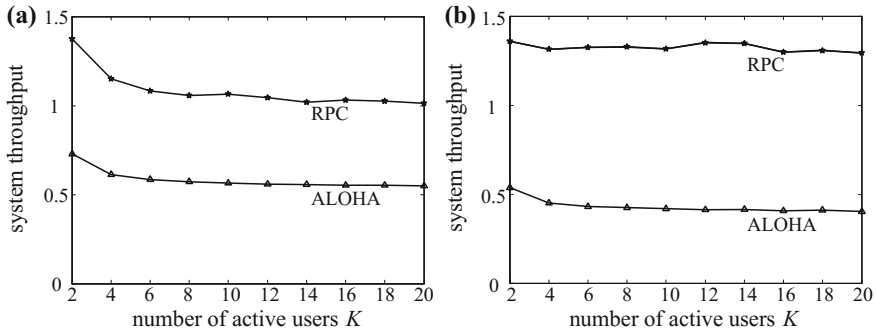 (a)
1.5
1
0.5
0
system throughput
RPC
ALOHA
2 4 6 8 10 12 14 16 18 20
number of active users K
(b)
1.5
1
0.5
0
system throughput
RPC
ALOHA
2 4 6 8 10 12 14 16 18 20
number of active users K